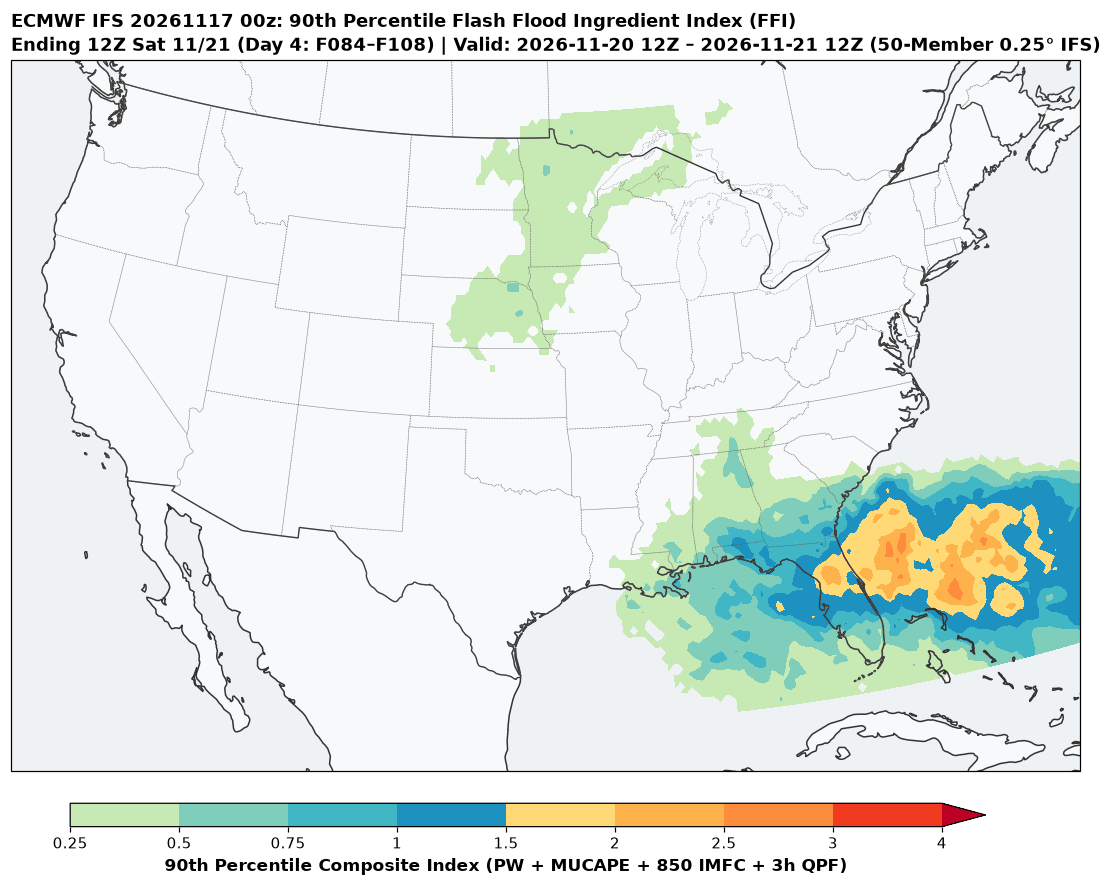 ECMWF IFS 20261117 00z: 90th Percentile Flash Flood Ingredient Index (FFI)
Ending 12Z Sat 11/21 (Day 4: F084–F108) | Valid: 2026-11-20 12Z – 2026-11-21 12Z (50-Member 0.25° IFS)
0.25 0.5 0.75 1 1.5 2 2.5 3 4
90th Percentile Composite Index (PW + MUCAPE + 850 IMFC + 3h QPF)